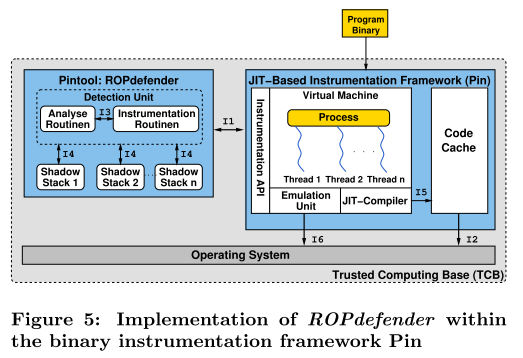 Program
Binary
Pintool: ROPdefender
JIT-Based Instrumentation Framework (Pin)
Detection Unit
Analyse
Routinen
I3
Instrumentation
Routinen
I1
I4
I4
I4
Shadow
Stack 1
Shadow
Stack 2
...
Shadow
Stack n
Instrumentation API
Virtual Machine
Process
. . .
Thread 1 Thread 2 Thread n
Emulation
Unit
JIT-Compiler
I5
Code
Cache
I6
I2
Operating System
Trusted Computing Base (TCB)
Figure 5: Implementation of ROPdefender within
the binary instrumentation framework Pin